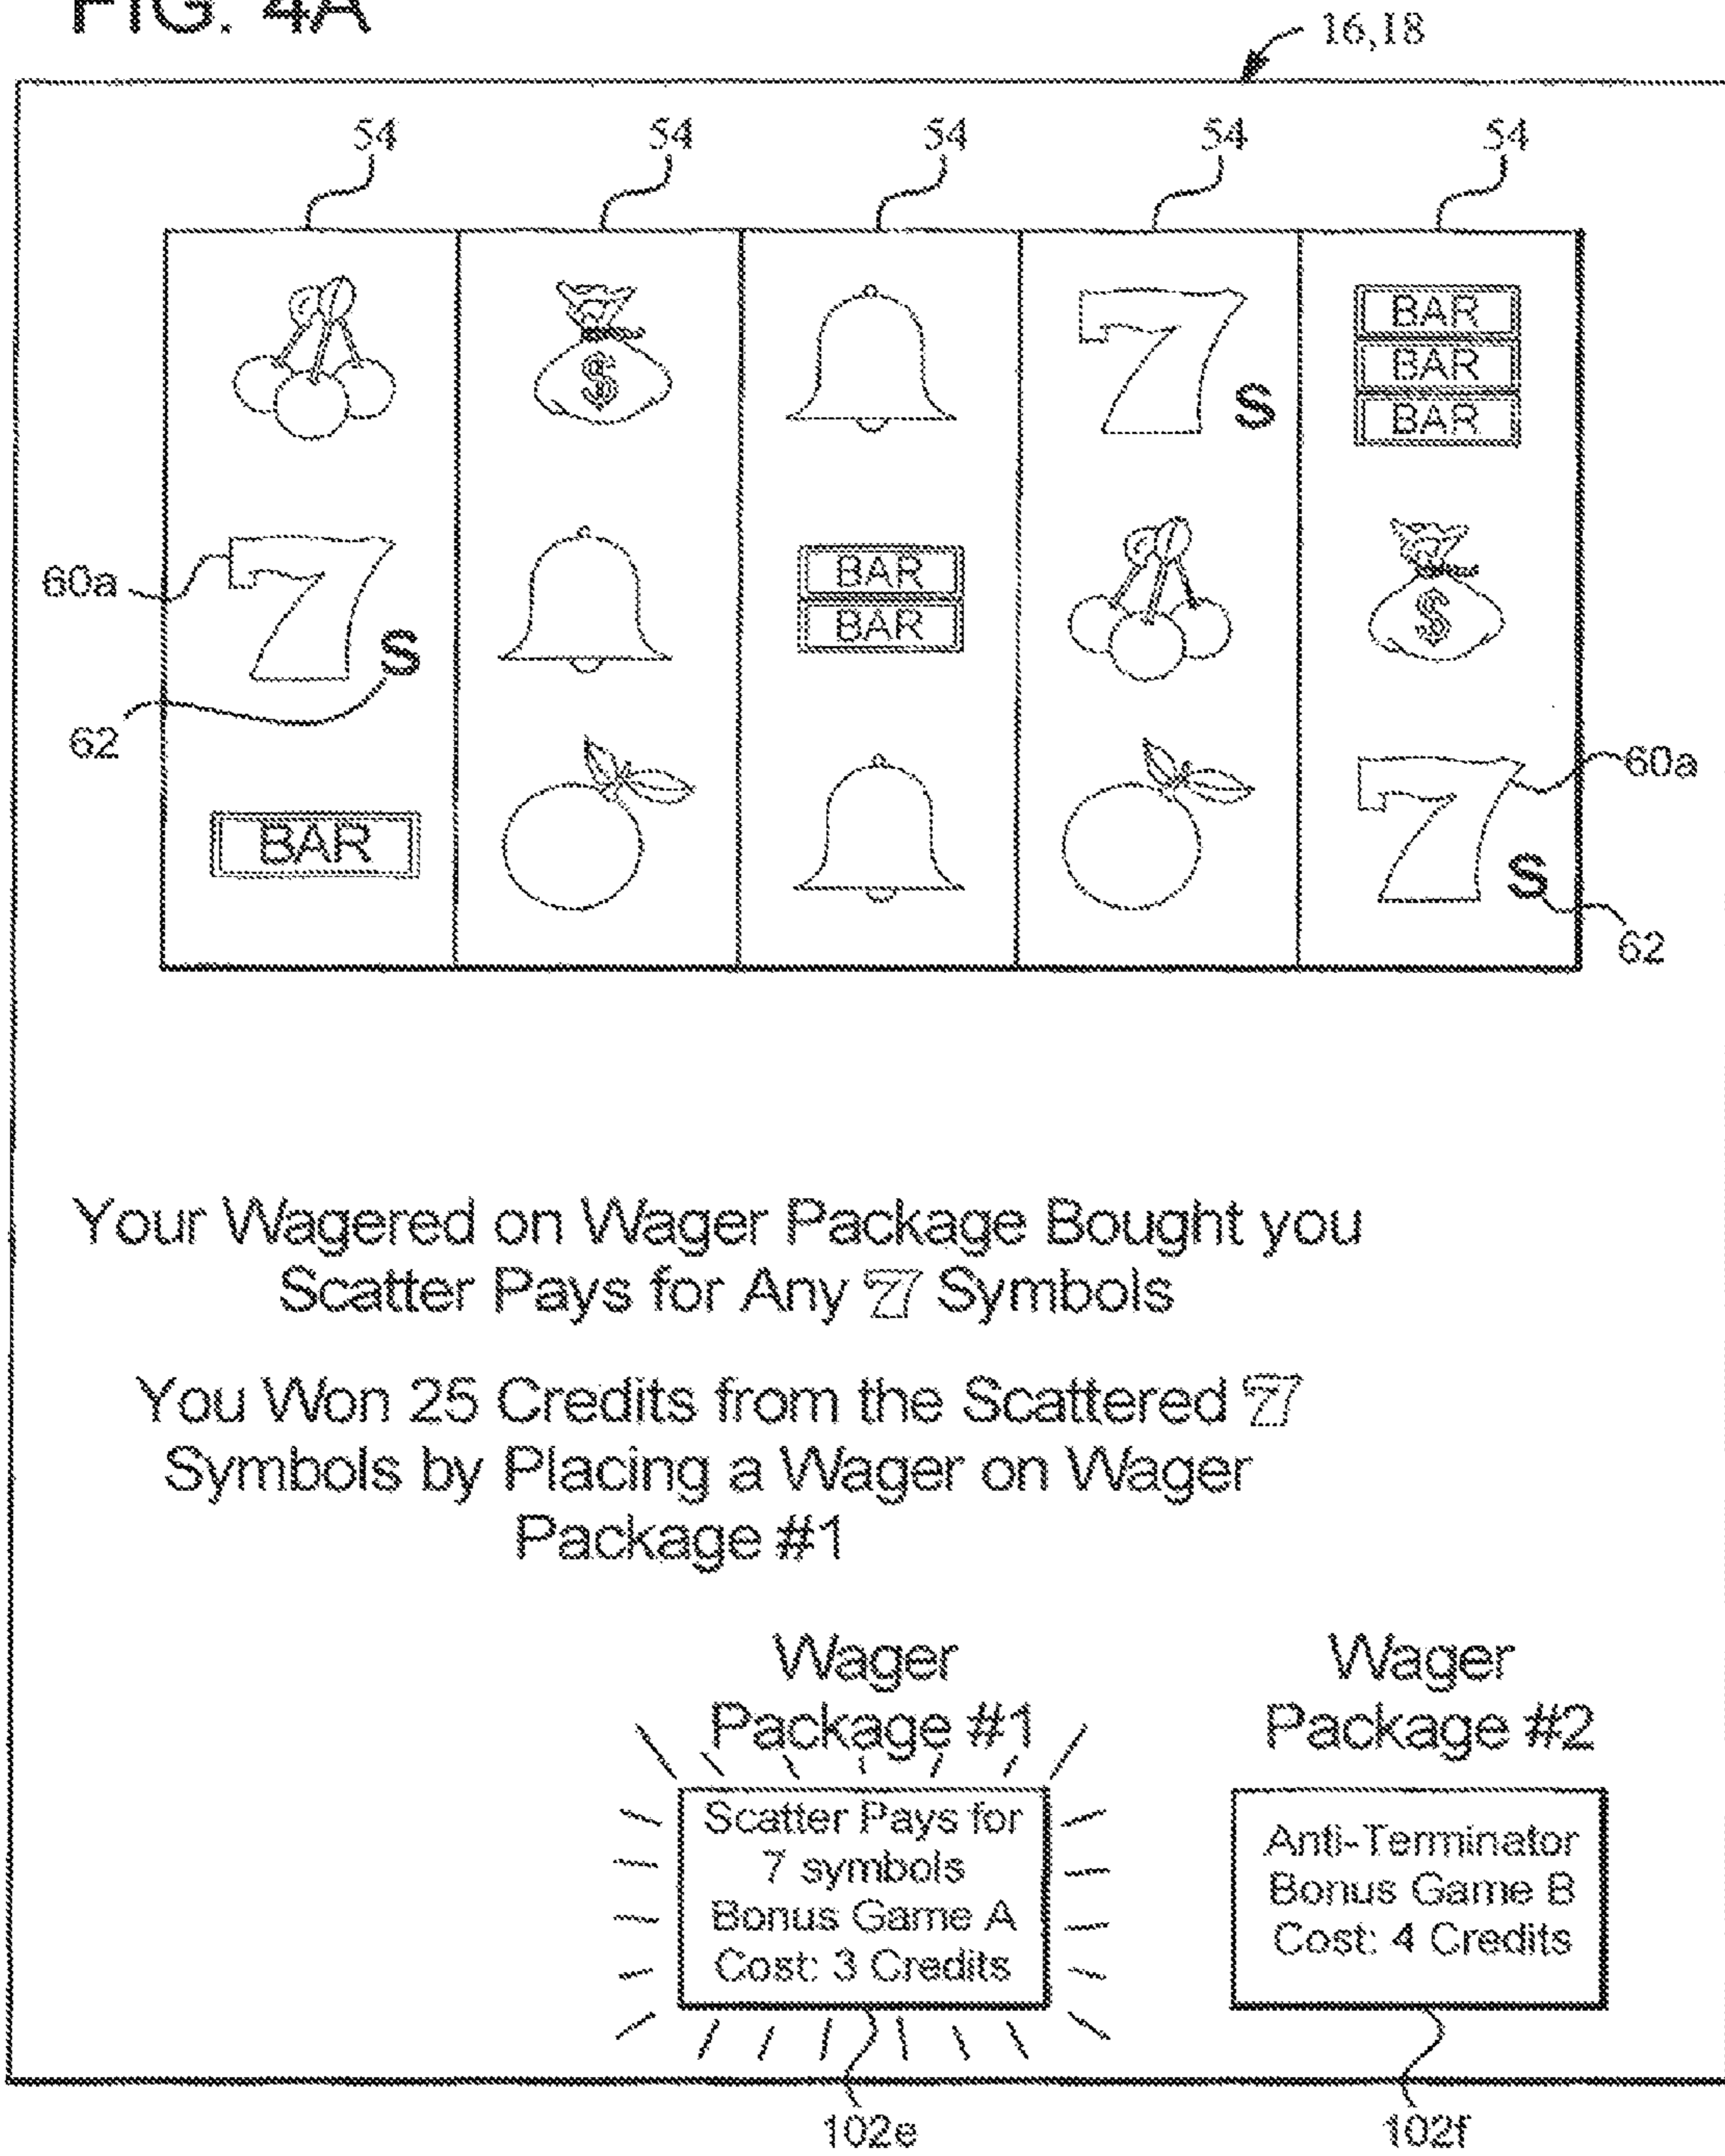 FIG. 4A
16,18
54 54 54 54 54
$ 7 S BAR
BAR
BAR
60a 7 S BAR $
BAR
62
60a
BAR 7 S
62
Your Wagered on Wager Package Bought you
Scatter Pays for Any 7 Symbols
You Won 25 Credits from the Scattered 7
Symbols by Placing a Wager on Wager
Package #1
Wager
Package #1
Wager
Package #2
Scatter Pays for
7 symbols
Bonus Game A
Cost: 3 Credits
Anti-Terminator
Bonus Game B
Cost: 4 Credits
102e
102f